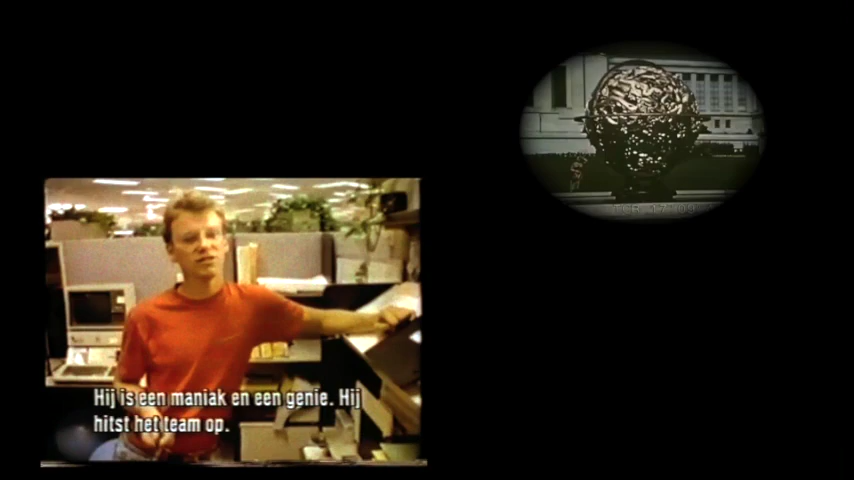 Hij is een maniak en een genie. Hij
hitst het team op.